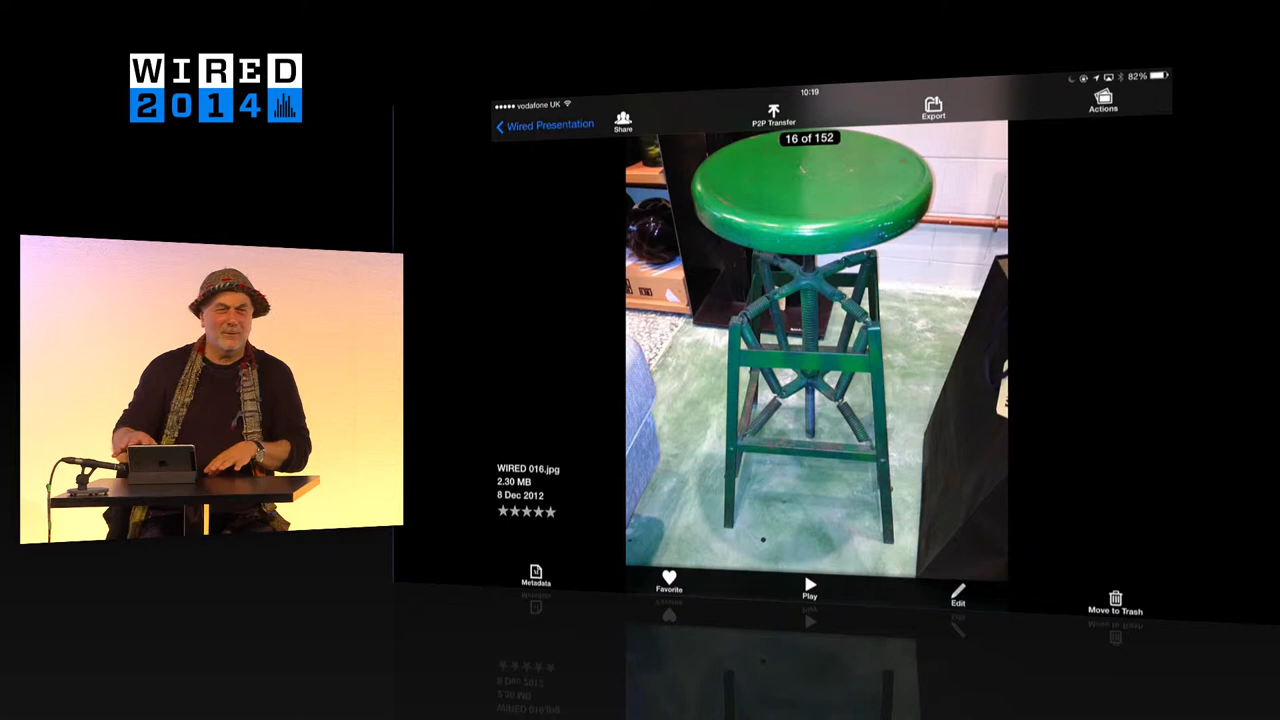 WIRED
2014
vodafone UK
10:19
82%
Wired Presentation
Share
P2P Transfer
Export
Actions
16 of 152
WIRED 016.jpg
2.30 MB
8 Dec 2012
Metadata
Favorite
Play
Edit
Move to Trash